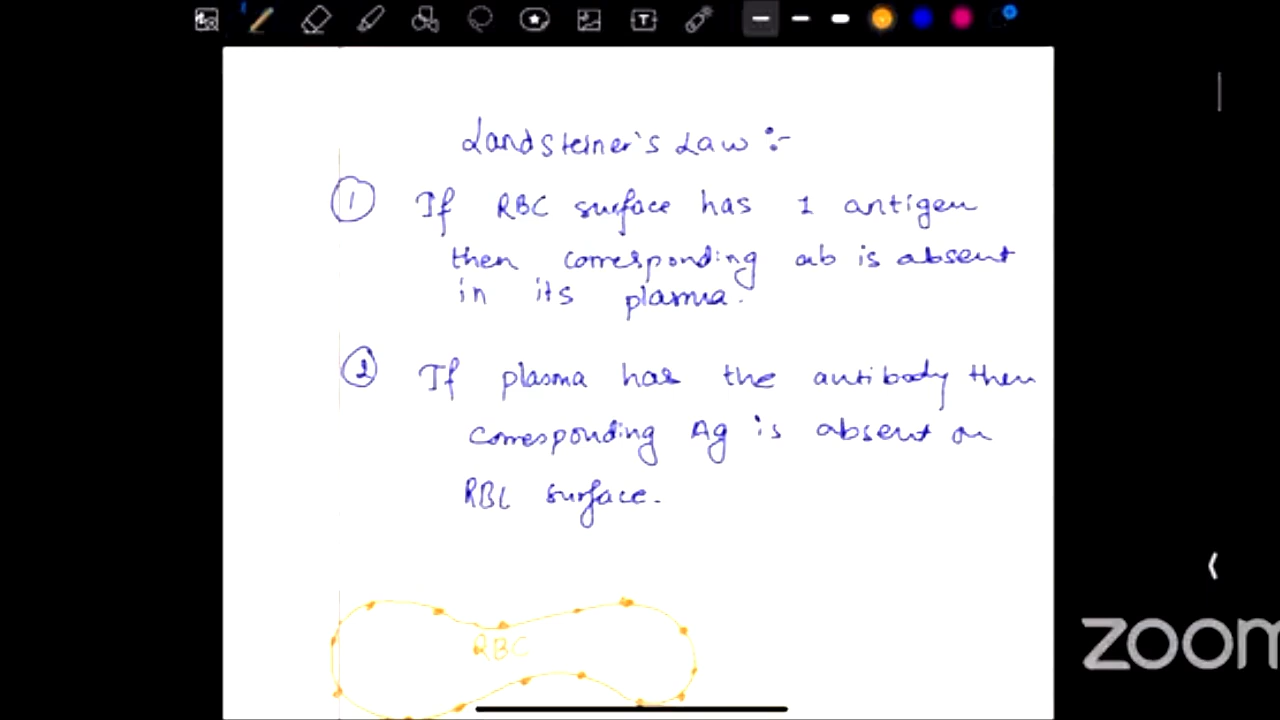 Landsteiner's Law :-
① If RBC surface has 1 antigen
then corresponding ab is absent
in its plasma.
② If plasma has the antibody then
corresponding Ag is absent on
RBC surface.
RBC
zoom